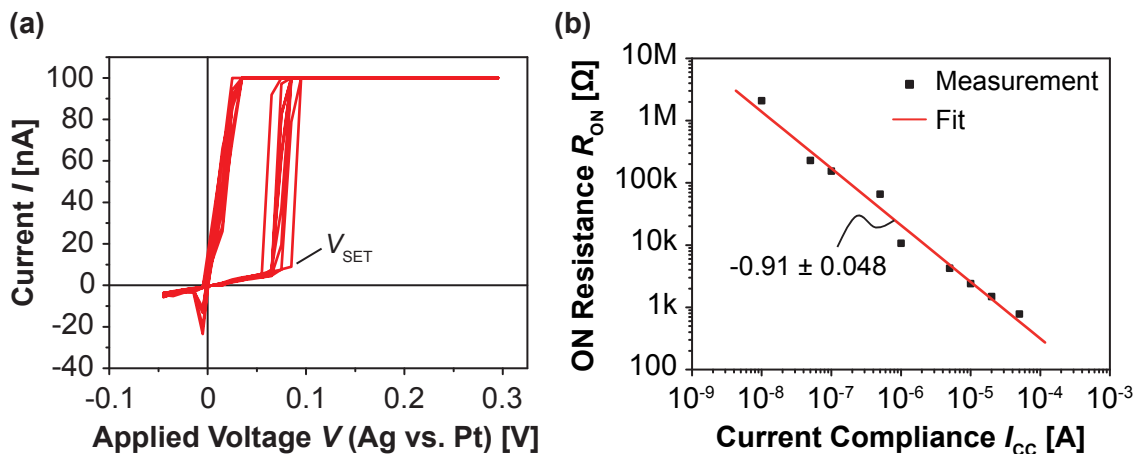 (a)
Current I [nA]
100
80
60
40
20
0
-20
-40
V_SET
-0.1 0 0.1 0.2 0.3
Applied Voltage V (Ag vs. Pt) [V]
(b)
ON Resistance R_ON [Ω]
10M
1M
100k
10k
1k
100
Measurement
Fit
-0.91 ± 0.048
10⁻⁹ 10⁻⁸ 10⁻⁷ 10⁻⁶ 10⁻⁵ 10⁻⁴ 10⁻³
Current Compliance I_CC [A]